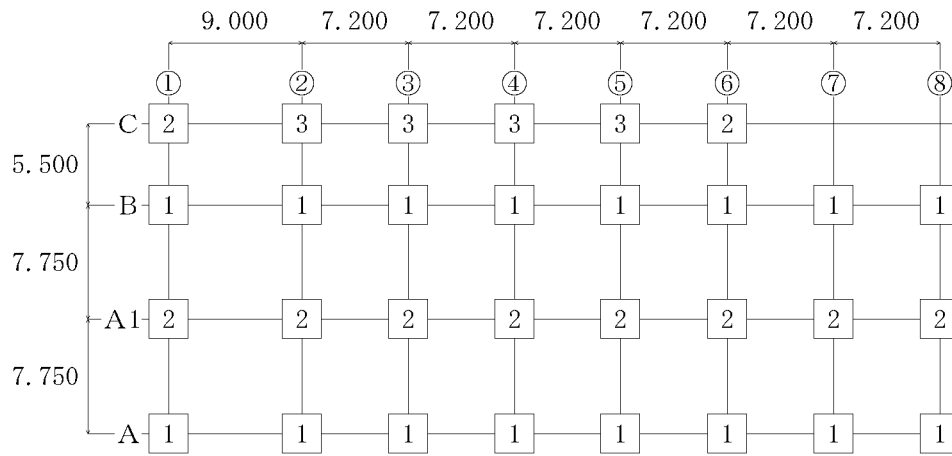 9.000 7.200 7.200 7.200 7.200 7.200 7.200
① ② ③ ④ ⑤ ⑥ ⑦ ⑧
C 2 3 3 3 3 2
5.500
B 1 1 1 1 1 1 1 1
7.750
A1 2 2 2 2 2 2 2 2
7.750
A 1 1 1 1 1 1 1 1